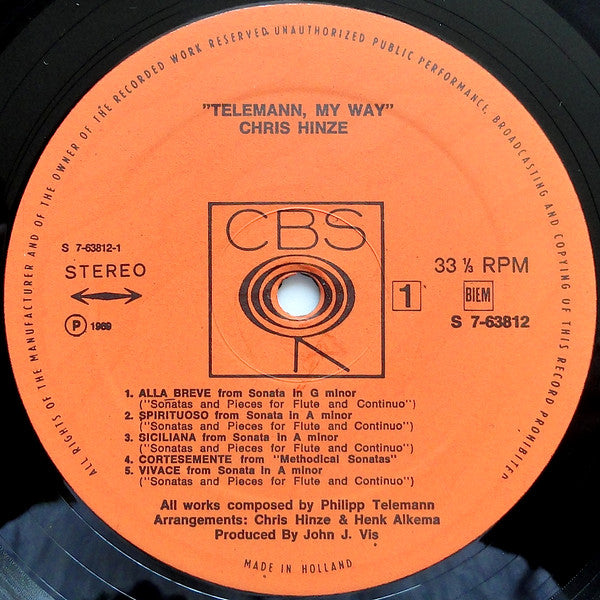 ALL RIGHTS OF THE MANUFACTURER AND OF THE OWNER OF THE RECORDED WORK RESERVED. UNAUTHORIZED PUBLIC PERFORMANCE, BROADCASTING AND COPYING OF THIS RECORD PROHIBITED
"TELEMANN, MY WAY"
CHRIS HINZE
CBS
S 7-63812-1
STEREO
P 1969
33 ⅓ RPM
1
BIEM
S 7-63812
1. ALLA BREVE from Sonata in G minor
("Sonatas and Pieces for Flute and Continuo")
2. SPIRITUOSO from Sonata in A minor
("Sonatas and Pieces for Flute and Continuo")
3. SICILIANA from Sonata in A minor
("Sonatas and Pieces for Flute and Continuo")
4. CORTESEMENTE from "Methodical Sonatas"
5. VIVACE from Sonata in A minor
("Sonatas and Pieces for Flute and Continuo")
All works composed by Philipp Telemann
Arrangements: Chris Hinze & Henk Alkema
Produced By John J. Vis
MADE IN HOLLAND